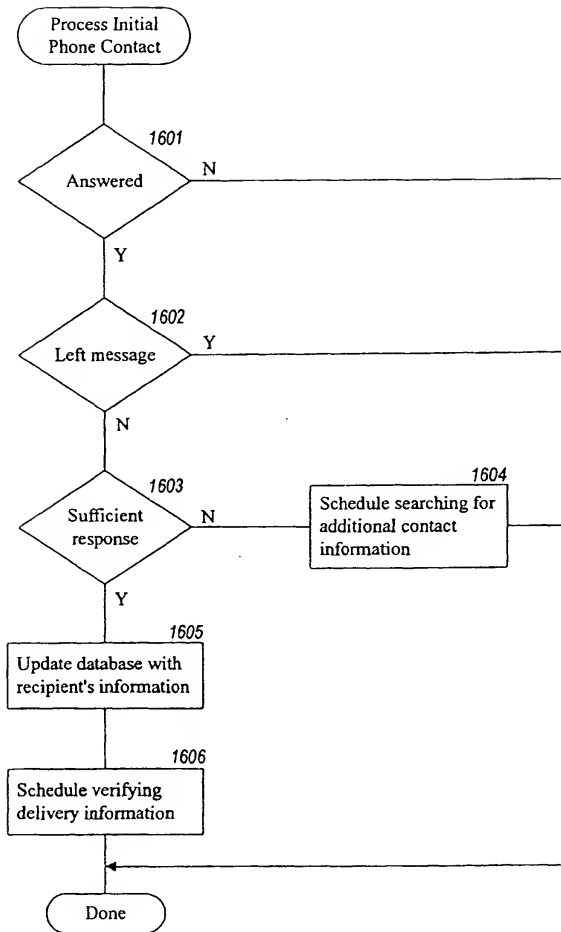 Process Initial
Phone Contact
1601
Answered
N
Y
1602
Left message
Y
N
1603
Sufficient
response
N
Y
1604
Schedule searching for
additional contact
information
1605
Update database with
recipient's information
1606
Schedule verifying
delivery information
Done